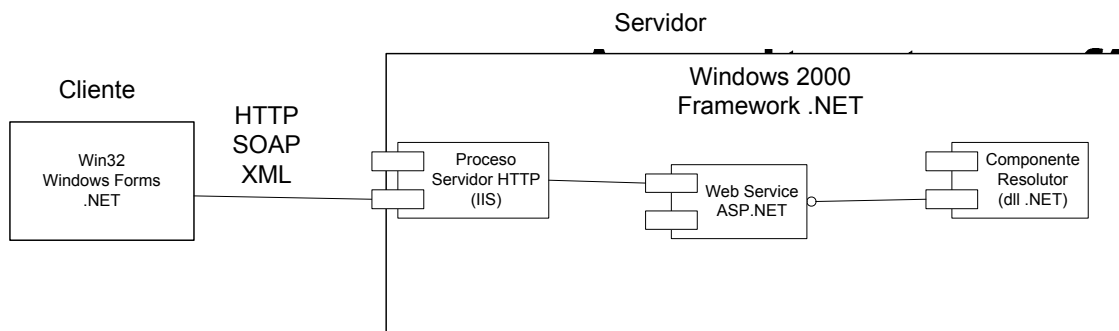 Servidor
Windows 2000
Framework .NET
Cliente
HTTP
SOAP
XML
Win32
Windows Forms
.NET
Proceso
Servidor HTTP
(IIS)
Web Service
ASP.NET
Componente
Resolutor
(dll .NET)